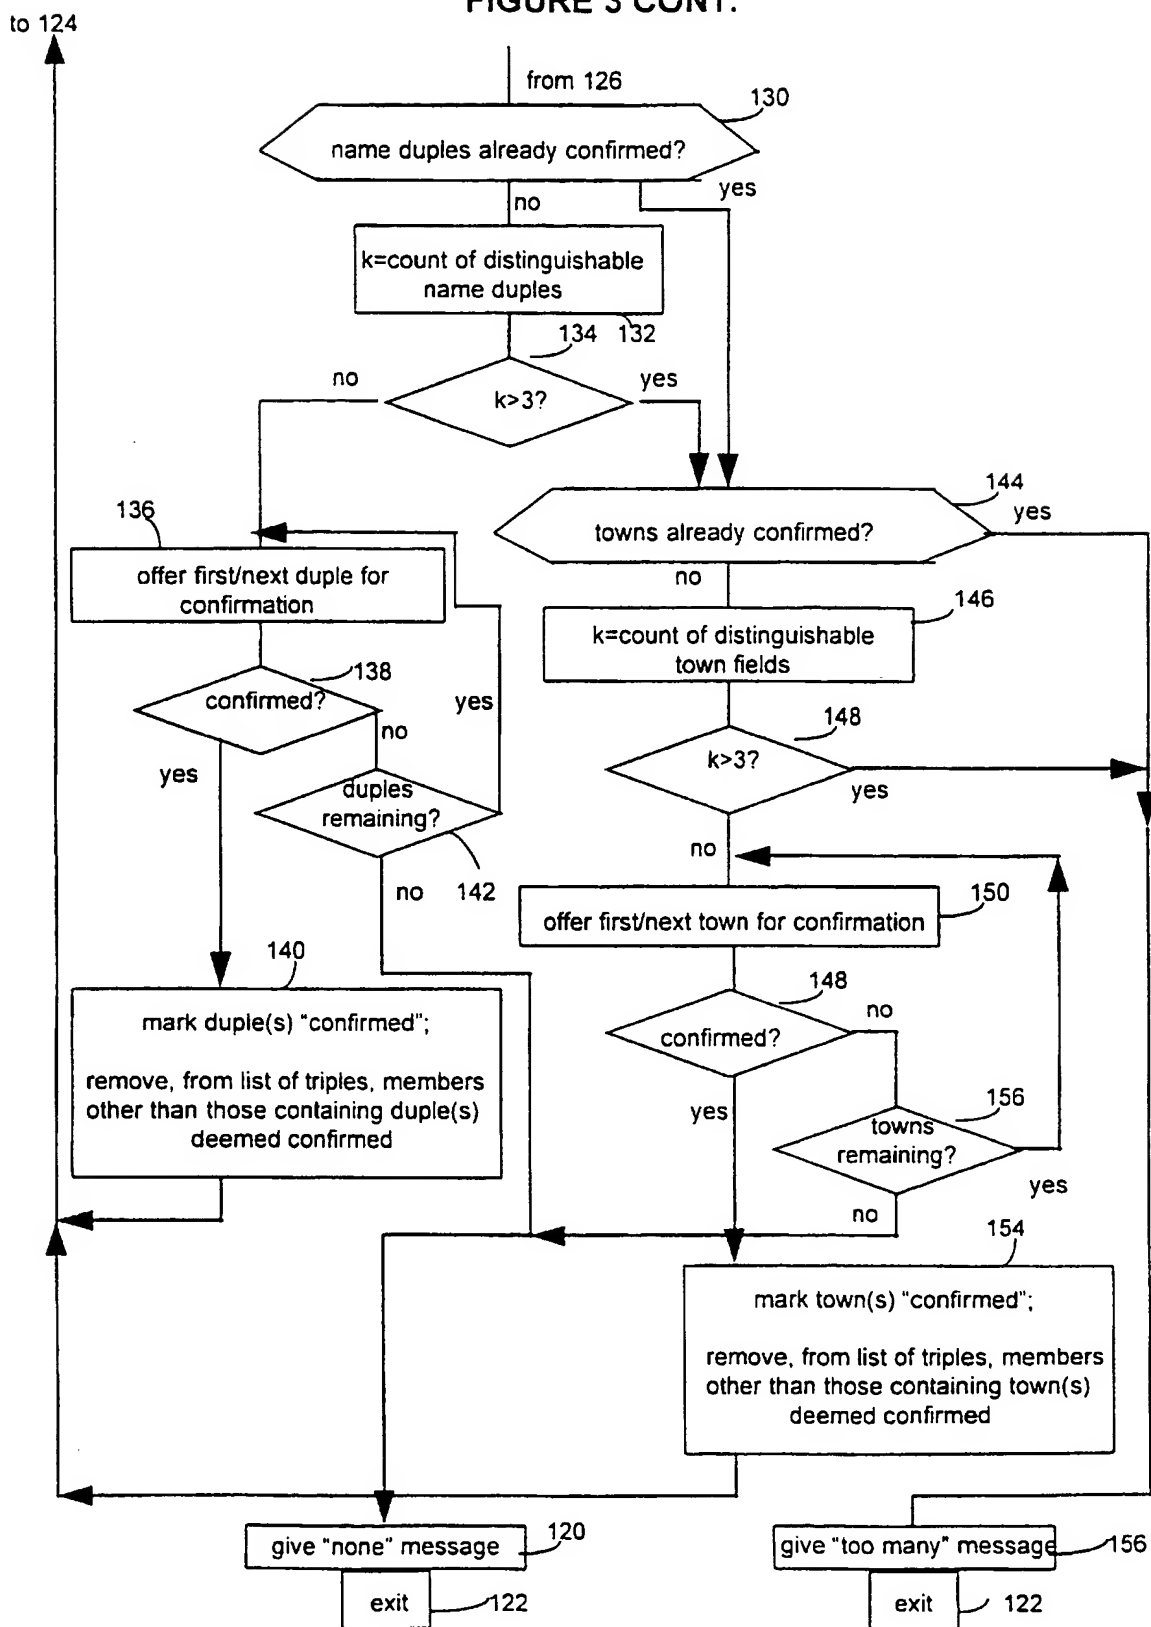 FIGURE 3 CONT.
to 124
from 126
130
name duples already confirmed?
yes
no
k=count of distinguishable
name duples
132
134
no
yes
k>3?
144
136
towns already confirmed?
yes
offer first/next duple for
confirmation
no
146
k=count of distinguishable
town fields
138
confirmed?
yes
no
148
yes
k>3?
yes
duples
remaining?
no
142
no
150
offer first/next town for confirmation
140
148
no
mark duple(s) "confirmed";
confirmed?
remove, from list of triples, members
other than those containing duple(s)
deemed confirmed
yes
156
towns
remaining?
yes
no
154
mark town(s) "confirmed";
remove, from list of triples, members
other than those containing town(s)
deemed confirmed
give "none" message
120
give "too many" message
156
exit
122
exit
122